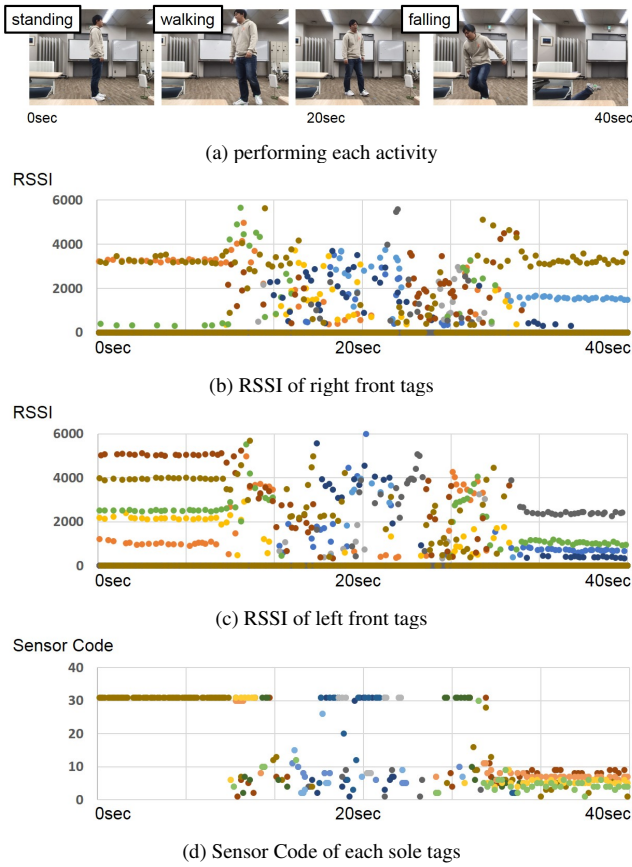 standing walking falling
0sec 20sec 40sec
(a) performing each activity
RSSI
6000
4000
2000
0
0sec 20sec 40sec
(b) RSSI of right front tags
RSSI
6000
4000
2000
0
0sec 20sec 40sec
(c) RSSI of left front tags
Sensor Code
40
30
20
10
0
0sec 20sec 40sec
(d) Sensor Code of each sole tags